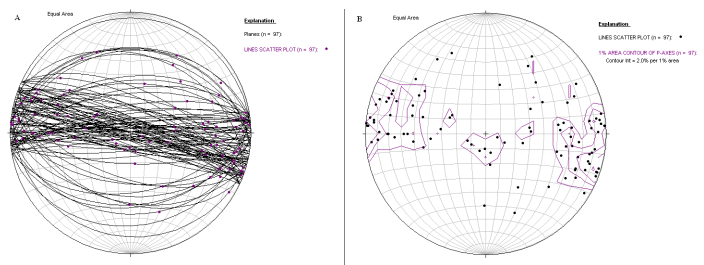 A
Equal Area
Explanation
Planes (n = 97):
LINES SCATTER PLOT (n = 97):
B
Equal Area
Explanation
LINES SCATTER PLOT (n = 97):
1% AREA CONTOUR OF P-AXES (n = 97):
Contour Int = 2.0% per 1% area